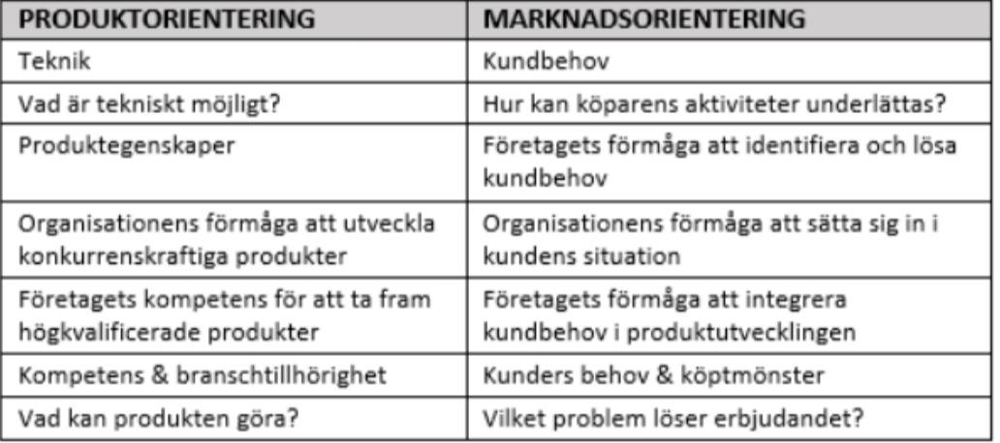 PRODUKTORIENTERING MARKNADSORIENTERING
Teknik Kundbehov
Vad är tekniskt möjligt? Hur kan köparens aktiviteter underlättas?
Produktegenskaper Företagets förmåga att identifiera och lösa
kundbehov
Organisationens förmåga att utveckla Organisationens förmåga att sätta sig in i
konkurrenskraftiga produkter kundens situation
Företagets kompetens för att ta fram Företagets förmåga att integrera
högkvalificerade produkter kundbehov i produktutvecklingen
Kompetens & branschtillhörighet Kunders behov & köptmönster
Vad kan produkten göra? Vilket problem löser erbjudandet?